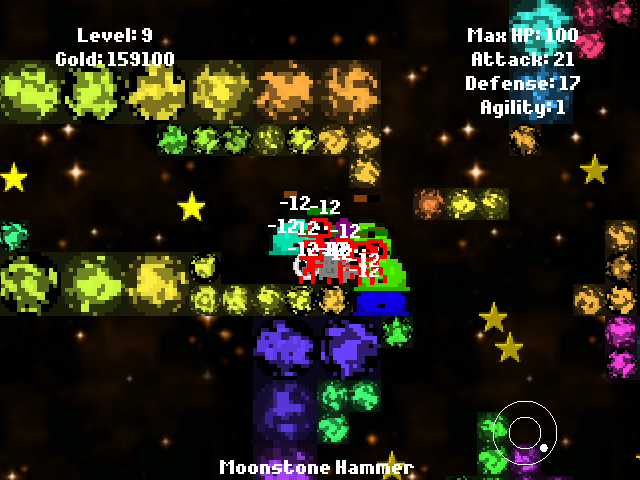 Level: 9
Gold: 159100
Max HP: 100
Attack: 21
Defense: 17
Agility: 1
-12
-12
-12
-12
-12
Moonstone Hammer